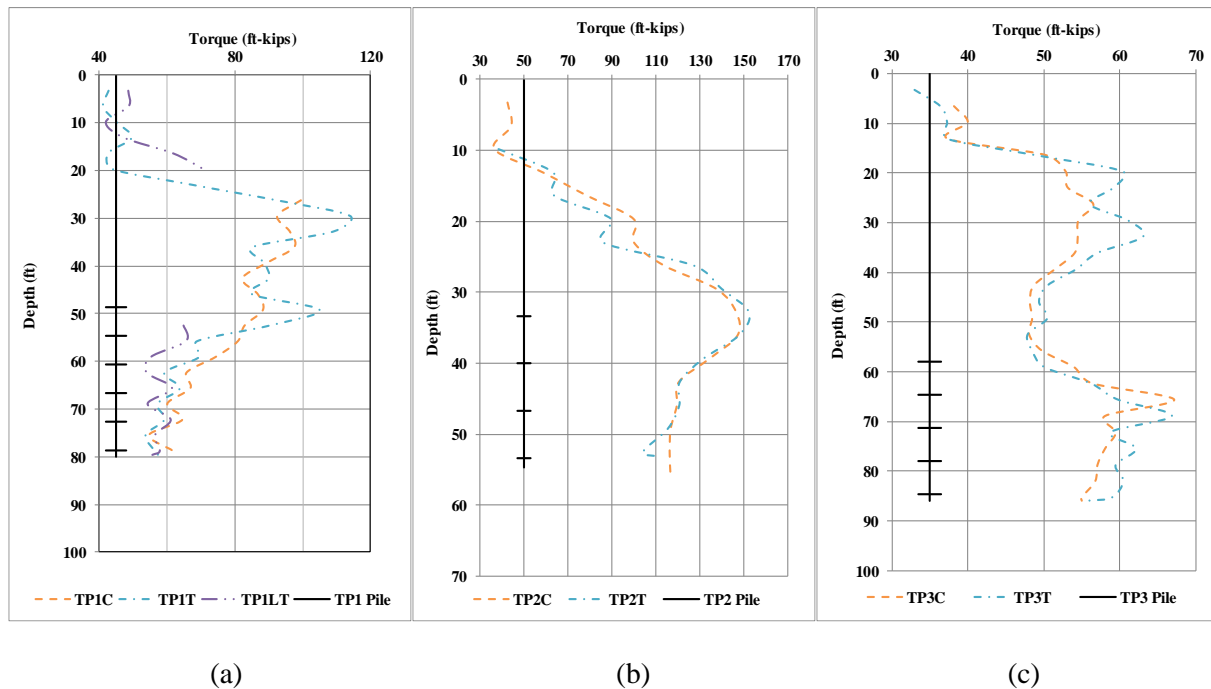 Torque (ft-kips)
40 80 120
0
10
20
30
40
50
60
70
80
90
100
Depth (ft)
TP1C TP1T TP1LT TP1 Pile
Torque (ft-kips)
30 50 70 90 110 130 150 170
0
10
20
30
40
50
60
70
Depth (ft)
TP2C TP2T TP2 Pile
Torque (ft-kips)
30 40 50 60 70
0
10
20
30
40
50
60
70
80
90
100
Depth (ft)
TP3C TP3T TP3 Pile
(a) (b) (c)